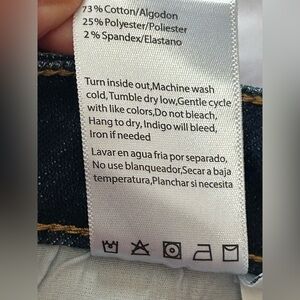 73% Cotton/Algodon
25% Polyester/Poliester
2% Spandex/Elastano
Turn inside out,Machine wash
cold,Tumble dry low,Gentle cycle
with like colors,Do not bleach,
Hang to dry, Indigo will bleed,
Iron if needed
Lavar en agua fria por separado,
No use blanqueador,Secar a baja
temperatura,Planchar si necesita